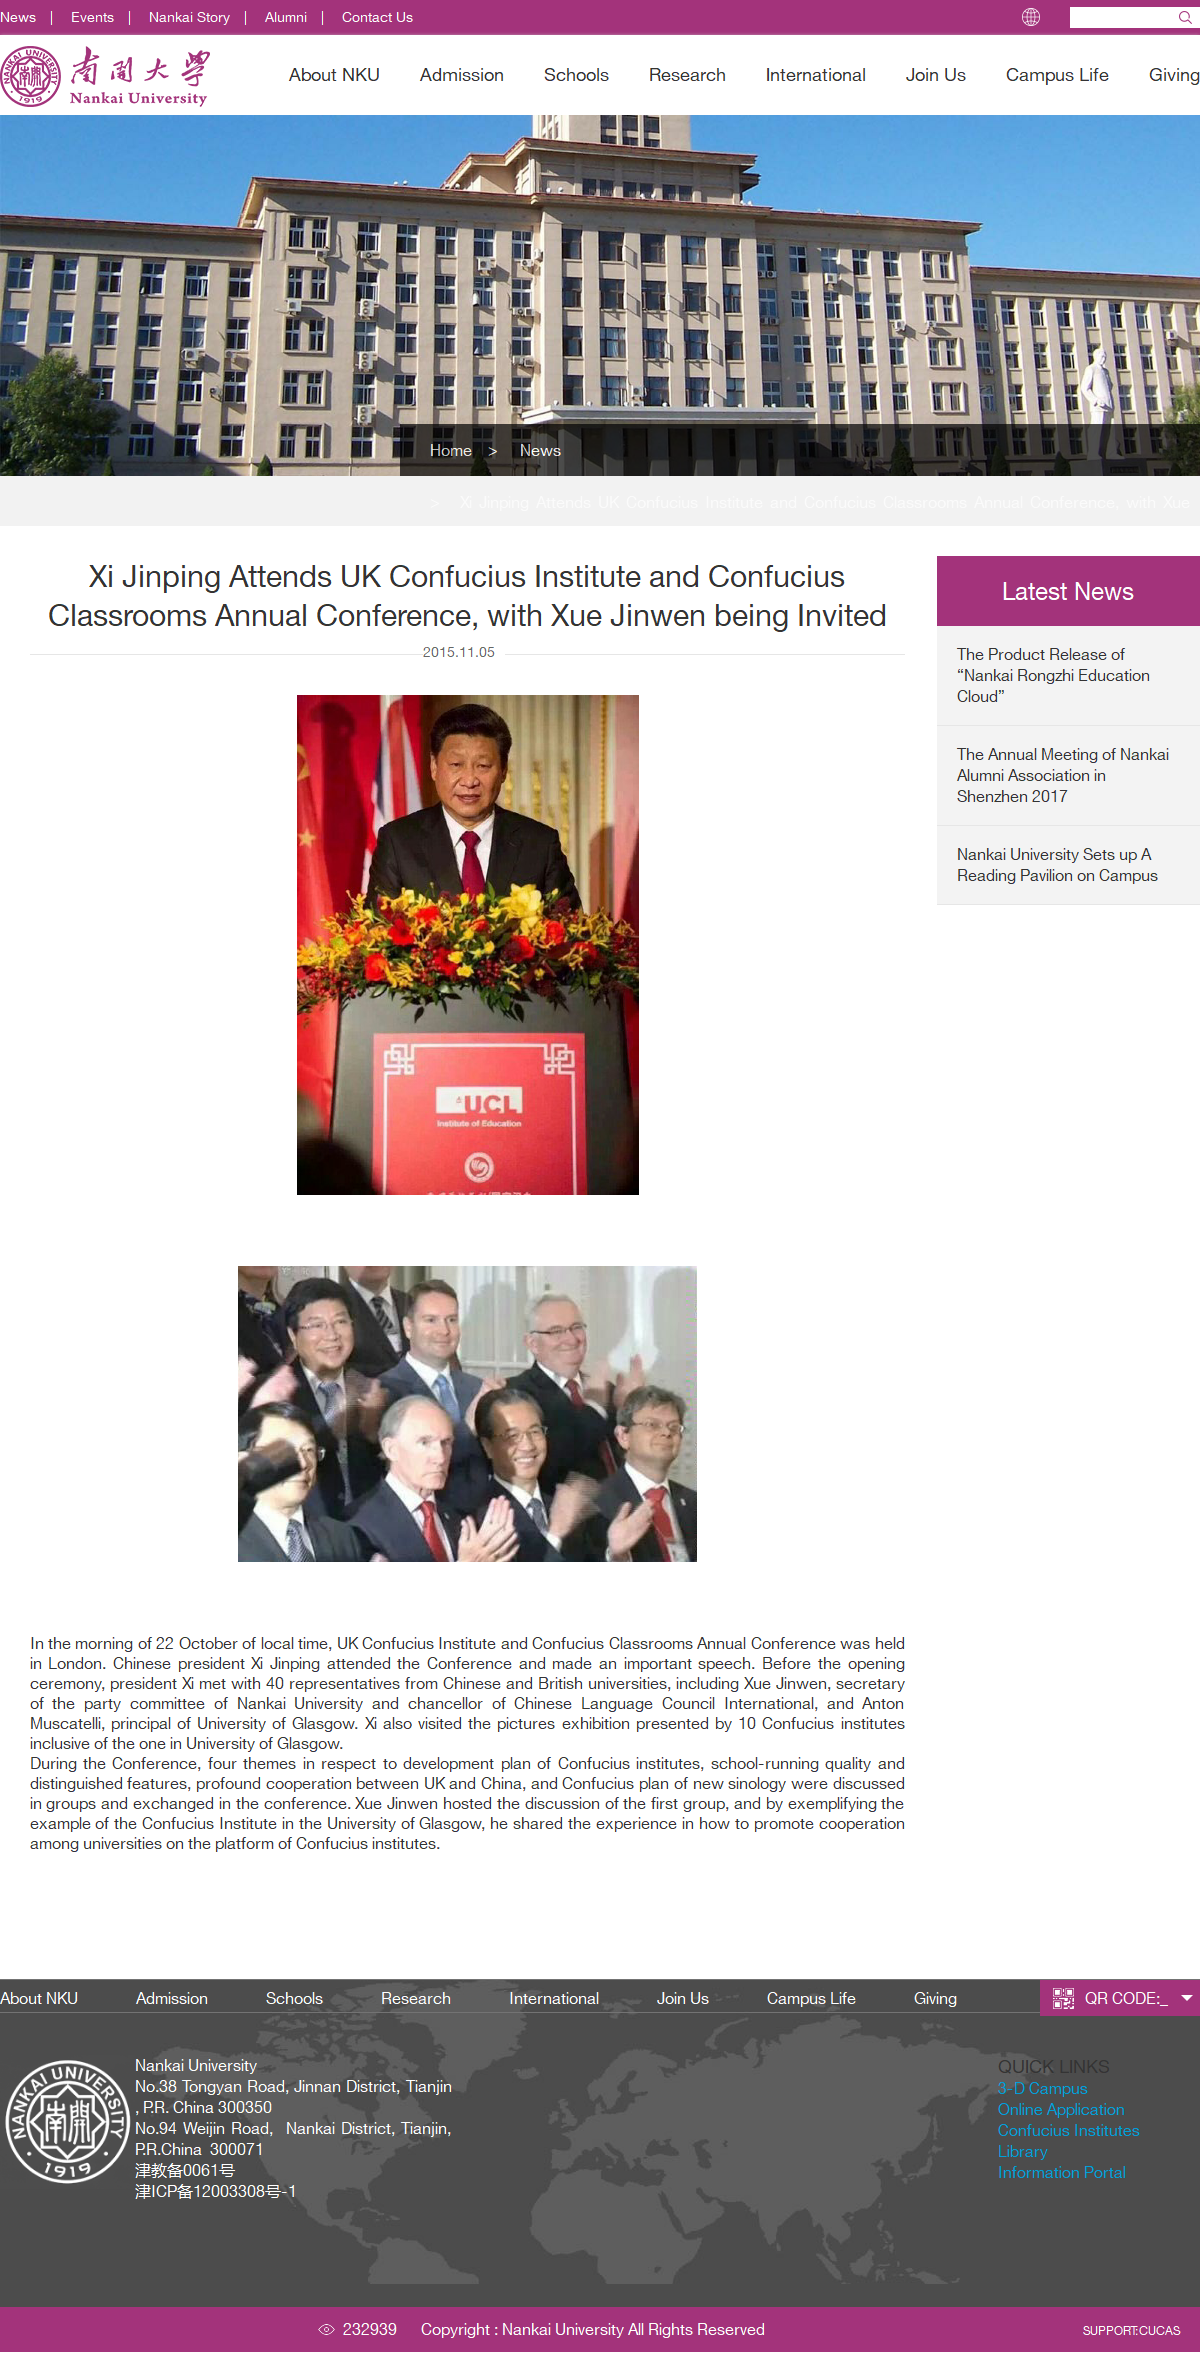 News | Events | Nankai Story | Alumni | Contact Us
NANKAI UNIVERSITY
南開
1919
南開大學
Nankai University
About NKU Admission Schools Research International Join Us Campus Life Giving
Home > News
> Xi Jinping Attends UK Confucius Institute and Confucius Classrooms Annual Conference, with Xue
Xi Jinping Attends UK Confucius Institute and Confucius
Classrooms Annual Conference, with Xue Jinwen being Invited
2015.11.05
Latest News
The Product Release of
“Nankai Rongzhi Education
Cloud”
The Annual Meeting of Nankai
Alumni Association in
Shenzhen 2017
Nankai University Sets up A
Reading Pavilion on Campus
UCL
Institute of Education
In the morning of 22 October of local time, UK Confucius Institute and Confucius Classrooms Annual Conference was held
in London. Chinese president Xi Jinping attended the Conference and made an important speech. Before the opening
ceremony, president Xi met with 40 representatives from Chinese and British universities, including Xue Jinwen, secretary
of the party committee of Nankai University and chancellor of Chinese Language Council International, and Anton
Muscatelli, principal of University of Glasgow. Xi also visited the pictures exhibition presented by 10 Confucius institutes
inclusive of the one in University of Glasgow.
During the Conference, four themes in respect to development plan of Confucius institutes, school-running quality and
distinguished features, profound cooperation between UK and China, and Confucius plan of new sinology were discussed
in groups and exchanged in the conference. Xue Jinwen hosted the discussion of the first group, and by exemplifying the
example of the Confucius Institute in the University of Glasgow, he shared the experience in how to promote cooperation
among universities on the platform of Confucius institutes.
About NKU Admission Schools Research International Join Us Campus Life Giving QR CODE:_
NANKAI UNIVERSITY
南開
1919
Nankai University
No.38 Tongyan Road, Jinnan District, Tianjin
, P.R. China 300350
No.94 Weijin Road, Nankai District, Tianjin,
P.R.China 300071
津教备0061号
津ICP备12003308号-1
QUICK LINKS
3-D Campus
Online Application
Confucius Institutes
Library
Information Portal
232939 Copyright : Nankai University All Rights Reserved
SUPPORT:CUCAS